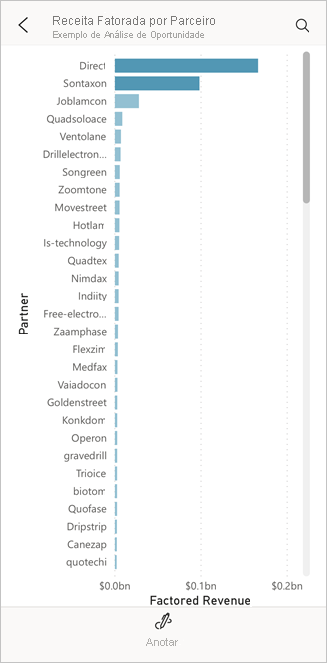 Receita Fatorada por Parceiro
Exemplo de Análise de Oportunidade
Direct
Sontaxon
Joblamcon
Quadsoloace
Ventolane
Drillelectron...
Songreen
Zoomtone
Movestreet
Hotlam
Is-technology
Quadtex
Nimdax
Indiity
Free-electro...
Zaamphase
Flexzim
Medfax
Vaiadocon
Goldenstreet
Konkdom
Operon
gravedrill
Trioice
biotom
Quofase
Dripstrip
Canezap
quotechi
Partner
$0.0bn $0.1bn $0.2bn
Factored Revenue
Anotar